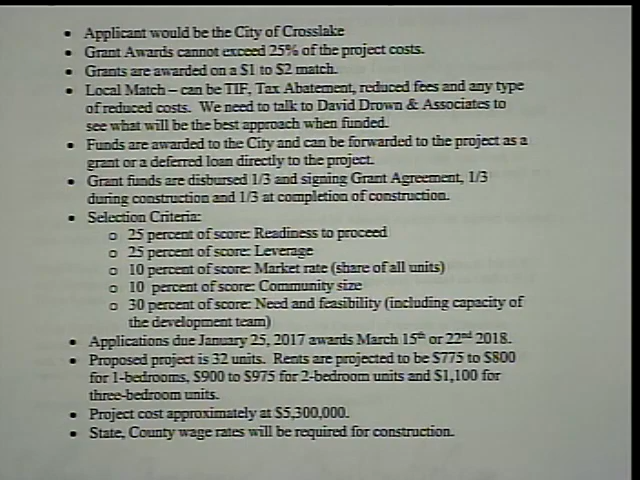 • Applicant would be the City of Crosslake
• Grant Awards cannot exceed 25% of the project costs.
• Grants are awarded on a $1 to $2 match.
• Local Match – can be TIF, Tax Abatement, reduced fees and any type
of reduced costs. We need to talk to David Drown & Associates to
see what will be the best approach when funded.
• Funds are awarded to the City and can be forwarded to the project as a
grant or a deferred loan directly to the project.
• Grant funds are disbursed 1/3 and signing Grant Agreement, 1/3
during construction and 1/3 at completion of construction.
• Selection Criteria:
o 25 percent of score: Readiness to proceed
o 25 percent of score: Leverage
o 10 percent of score: Market rate (share of all units)
o 10 percent of score: Community size
o 30 percent of score: Need and feasibility (including capacity of
the development team)
• Applications due January 25, 2017 awards March 15th or 22nd 2018.
• Proposed project is 32 units. Rents are projected to be $775 to $800
for 1-bedrooms, $900 to $975 for 2-bedroom units and $1,100 for
three-bedroom units.
• Project cost approximately at $5,300,000.
• State, County wage rates will be required for construction.